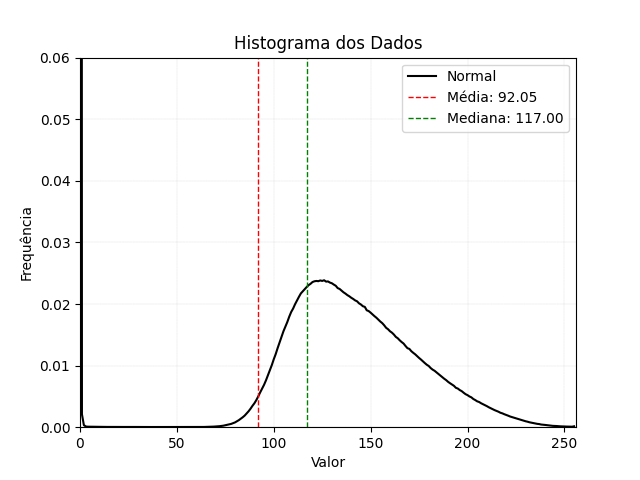 Histograma dos Dados
Normal
Média: 92.05
Mediana: 117.00
Frequência
0.06
0.05
0.04
0.03
0.02
0.01
0.00
0 50 100 150 200 250
Valor